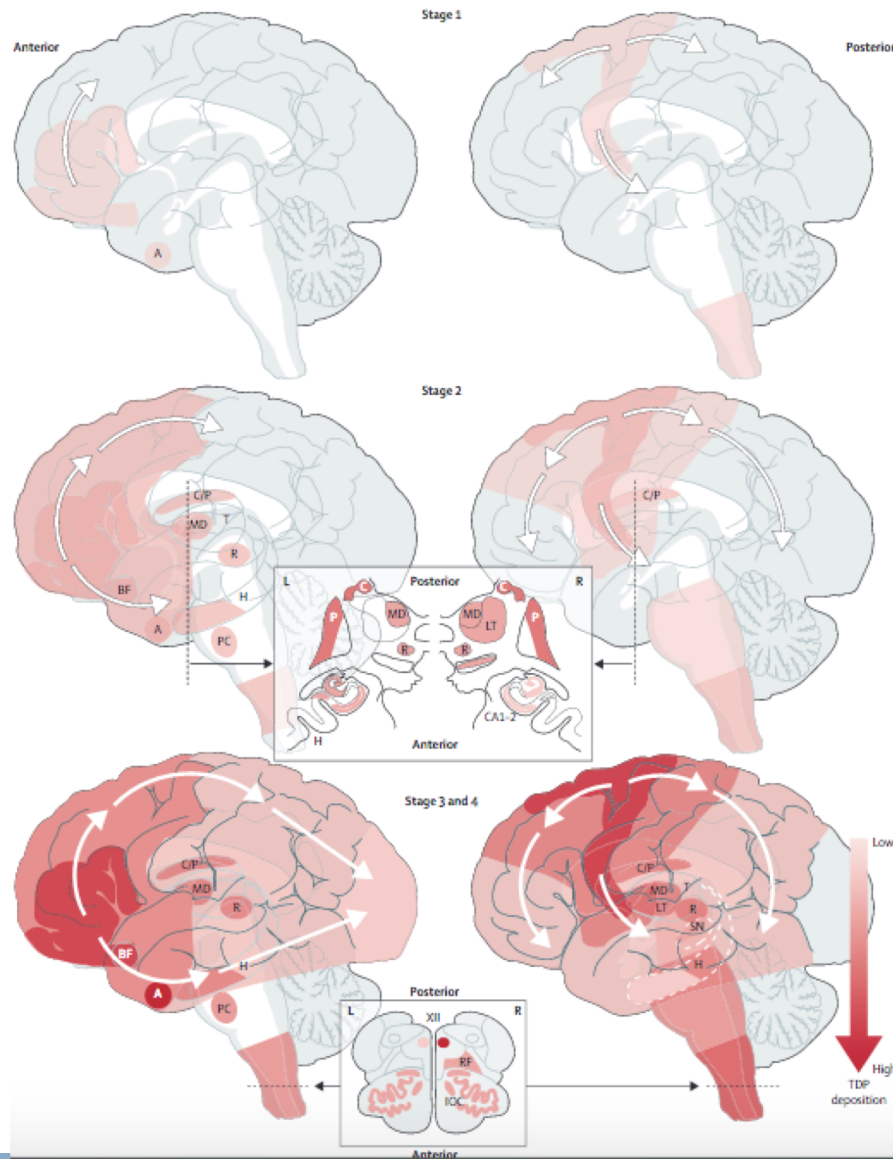 Stage 1
Anterior
Posterior
A
Stage 2
C/P
MD
T
R
BF
H
A
PC
C/P
L
Posterior
R
C
C
P
MD
MD
LT
P
R
R
H
CA1–2
Anterior
Stage 3 and 4
C/P
MD
R
BF
H
A
PC
C/P
MD
T
LT
R
SN
H
Low
High
TDP
deposition
Posterior
L
XII
R
RF
IOC
Anterior